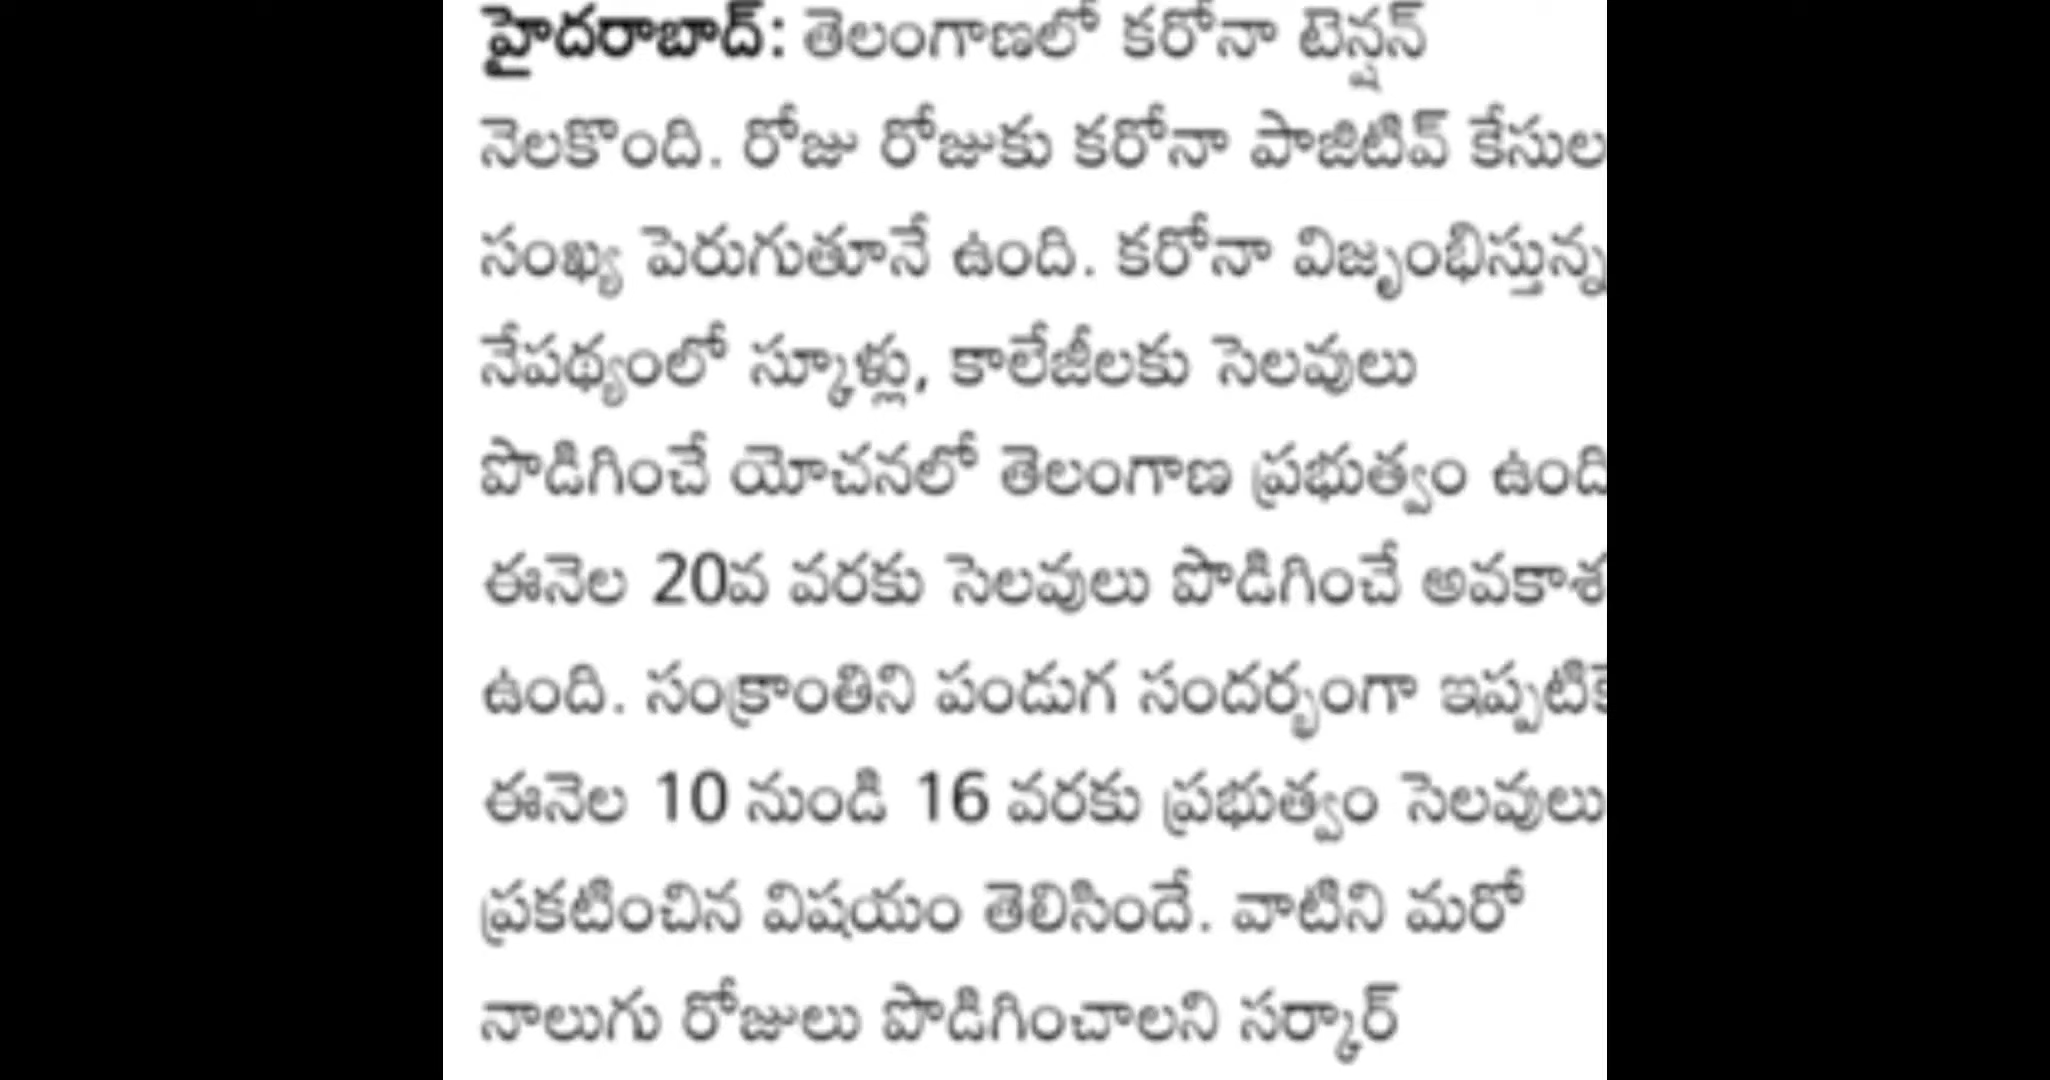 హైదరాబాద్: తెలంగాణలో కరోనా టెన్షన్
నెలకొంది. రోజు రోజుకు కరోనా పాజిటివ్ కేసుల
సంఖ్య పెరుగుతూనే ఉంది. కరోనా విజృంభిస్తున్న
నేపథ్యంలో స్కూళ్లు, కాలేజీలకు సెలవులు
పొడిగించే యోచనలో తెలంగాణ ప్రభుత్వం ఉంది
ఈనెల 20వ వరకు సెలవులు పొడిగించే అవకాశ
ఉంది. సంక్రాంతిని పండుగ సందర్భంగా ఇప్పటికే
ఈనెల 10 నుండి 16 వరకు ప్రభుత్వం సెలవులు
ప్రకటించిన విషయం తెలిసిందే. వాటిని మరో
నాలుగు రోజులు పొడిగించాలని సర్కార్